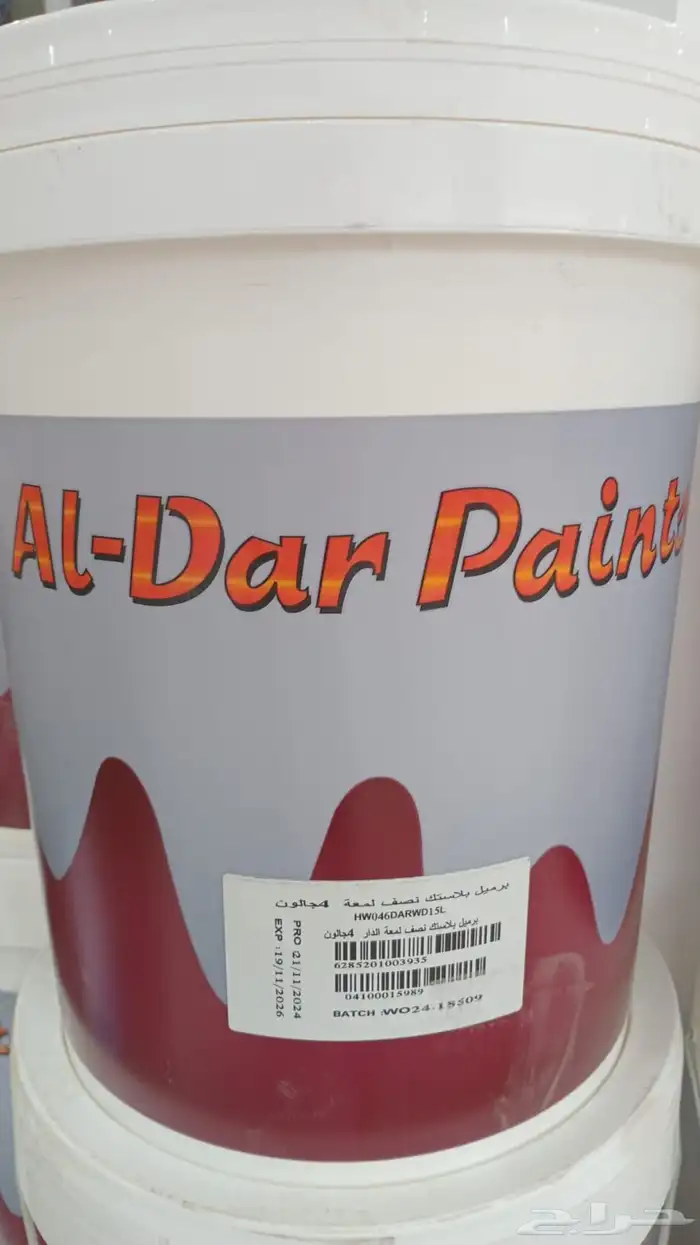 Al-Dar Paints
برميل بلاستك نصف لمعة 4جالون
HW046DARWD15L
برميل بلاستك نصف لمعة الدار 4جالون
6285201003935
04100015989
BATCH :WO24.18509
PRO :21/11/2024
EXP :19/11/2026
حراج